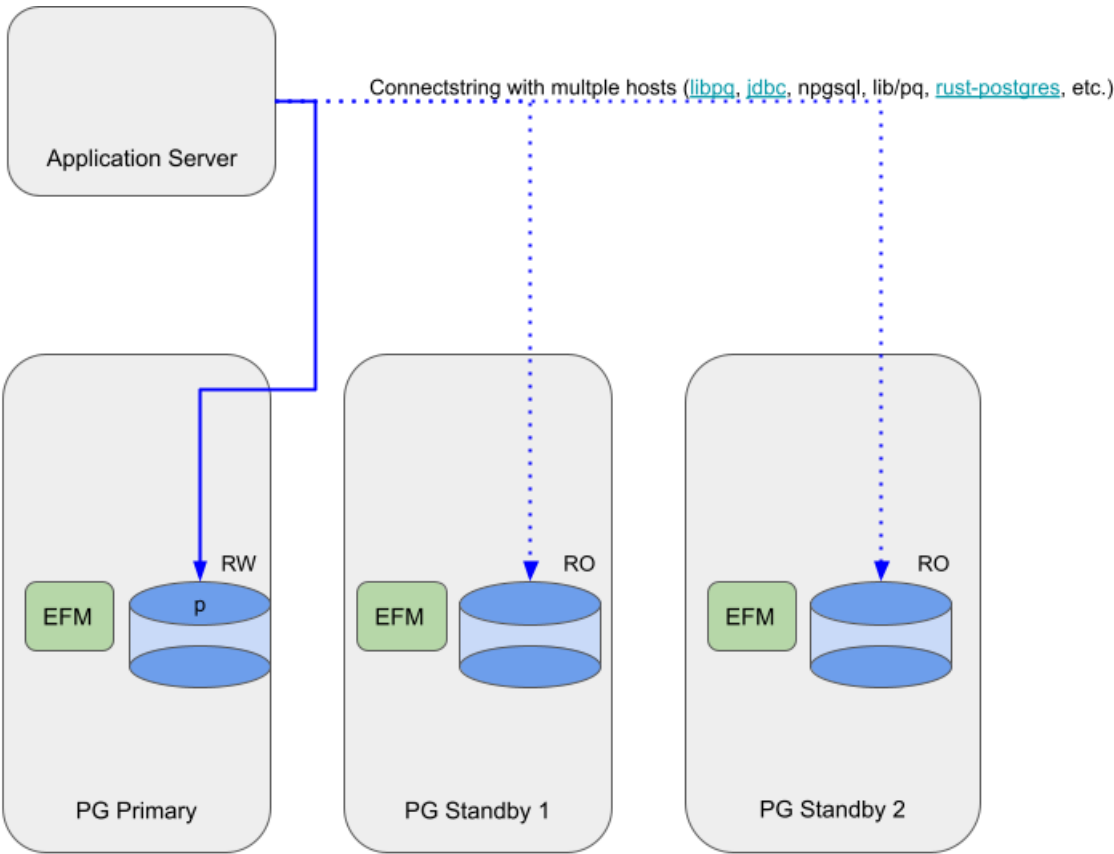 Connectstring with multple hosts (libpq, jdbc, npgsql, lib/pq, rust-postgres, etc.)
Application Server
RW
RO
RO
EFM
p
EFM
EFM
PG Primary
PG Standby 1
PG Standby 2